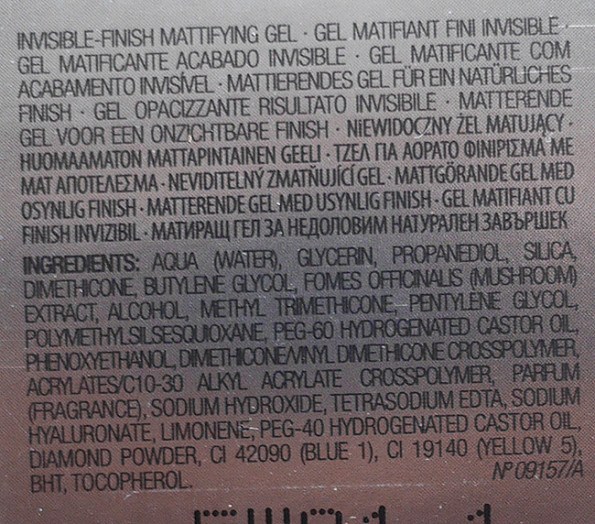 INVISIBLE-FINISH MATTIFYING GEL · GEL MATIFIANT FINI INVISIBLE ·
GEL MATIFICANTE ACABADO INVISIBLE · GEL MATIFICANTE COM
ACABAMENTO INVISÍVEL · MATTIERENDES GEL FÜR EIN NATÜRLICHES
FINISH · GEL OPACIZZANTE RISULTATO INVISIBILE · MATTERENDE
GEL VOOR EEN ONZICHTBARE FINISH · NiEWIDOCZNY ŻEL MATUJĄCY ·
HUOMAAMATON MATTAPINTAINEN GEELI · ΤΖΕΛ ΓΙΑ ΑΟΡΑΤΟ ΦΙΝΙΡΙΣΜΑ ΜΕ
ΜΑΤ ΑΠΟΤΕΛΕΣΜΑ · NEVIDITELNÝ ZMATŇUJÍCÍ GEL · MATTGÖRANDE GEL MED
OSYNLIG FINISH · MATTERENDE GEL MED USYNLIG FINISH · GEL MATIFIANT CU
FINISH INVIZIBIL · МАТИРАЩ ГЕЛ ЗА НЕДОЛОВИМ НАТУРАЛЕН ЗАВЪРШЕК
INGREDIENTS: AQUA (WATER), GLYCERIN, PROPANEDIOL, SILICA,
DIMETHICONE, BUTYLENE GLYCOL, FOMES OFFICINALIS (MUSHROOM)
EXTRACT, ALCOHOL, METHYL TRIMETHICONE, PENTYLENE GLYCOL,
POLYMETHYLSILSESQUIOXANE, PEG-60 HYDROGENATED CASTOR OIL,
PHENOXYETHANOL, DIMETHICONE/VINYL DIMETHICONE CROSSPOLYMER,
ACRYLATES/C10-30 ALKYL ACRYLATE CROSSPOLYMER, PARFUM
(FRAGRANCE), SODIUM HYDROXIDE, TETRASODIUM EDTA, SODIUM
HYALURONATE, LIMONENE, PEG-40 HYDROGENATED CASTOR OIL,
DIAMOND POWDER, CI 42090 (BLUE 1), CI 19140 (YELLOW 5),
BHT, TOCOPHEROL. N° 09157/A